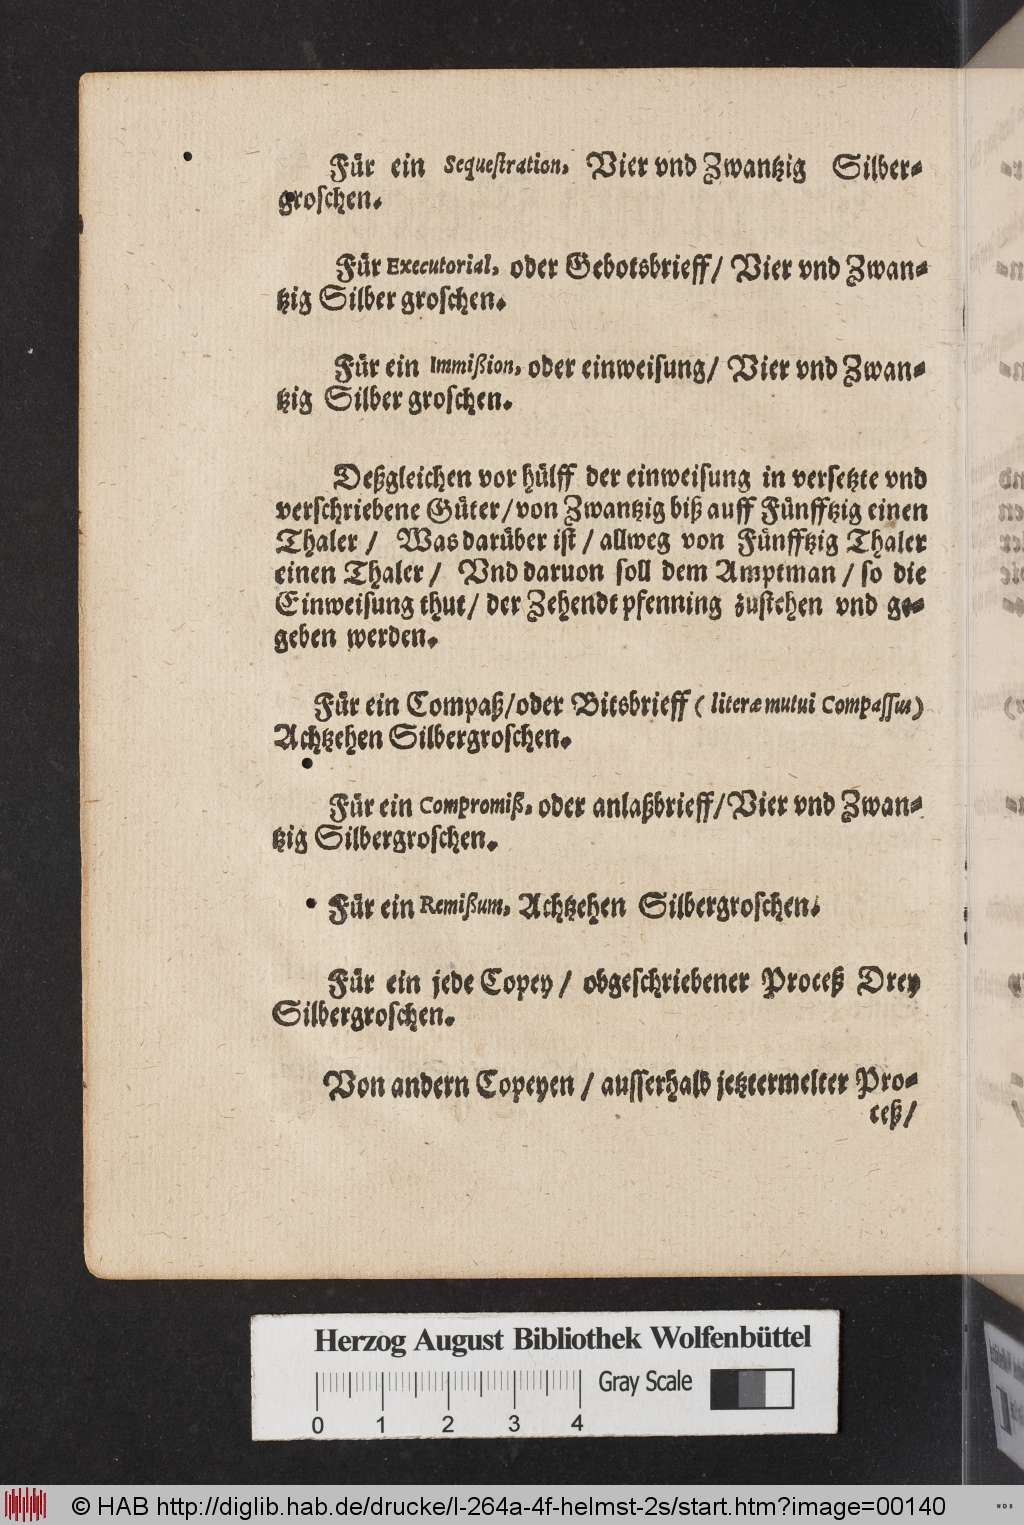 Für ein Sequeſtration, Vier vnd Zwantzig Silber-
groſchen.
Für Executorial, oder Gebotsbrieff/ Vier vnd Zwan-
tzig Silber groſchen.
Für ein Immißion, oder einweiſung/ Vier vnd Zwan-
tzig Silber groſchen.
Deßgleichen vor hülff der einweiſung in verſetzte vnd
verſchriebene Güter/ von Zwantzig biß auff Fünfftzig einen
Thaler / Was darüber iſt / allweg von Fünfftzig Thaler
einen Thaler / Vnd daruon ſoll dem Amptman / ſo die
Einweiſung thut/ der Zehendt pfenning zuſtehen vnd ge-
geben werden.
Für ein Compaß/oder Bitsbrieff ( literæ mutui Compaſſus)
Achtzehen Silbergroſchen.
Für ein Compromiß, oder anlaßbrieff/ Vier vnd Zwan-
tzig Silbergroſchen.
Für ein Remißum, Achtzehen Silbergroſchen.
Für ein jede Copey / obgeſchriebener Proceß Drey
Silbergroſchen.
Von andern Copeyen / auſſerhalb jetztermelter Pro-
ceß/
Herzog August Bibliothek Wolfenbüttel
Gray Scale
0 1 2 3 4
© HAB http://diglib.hab.de/drucke/l-264a-4f-helmst-2s/start.htm?image=00140